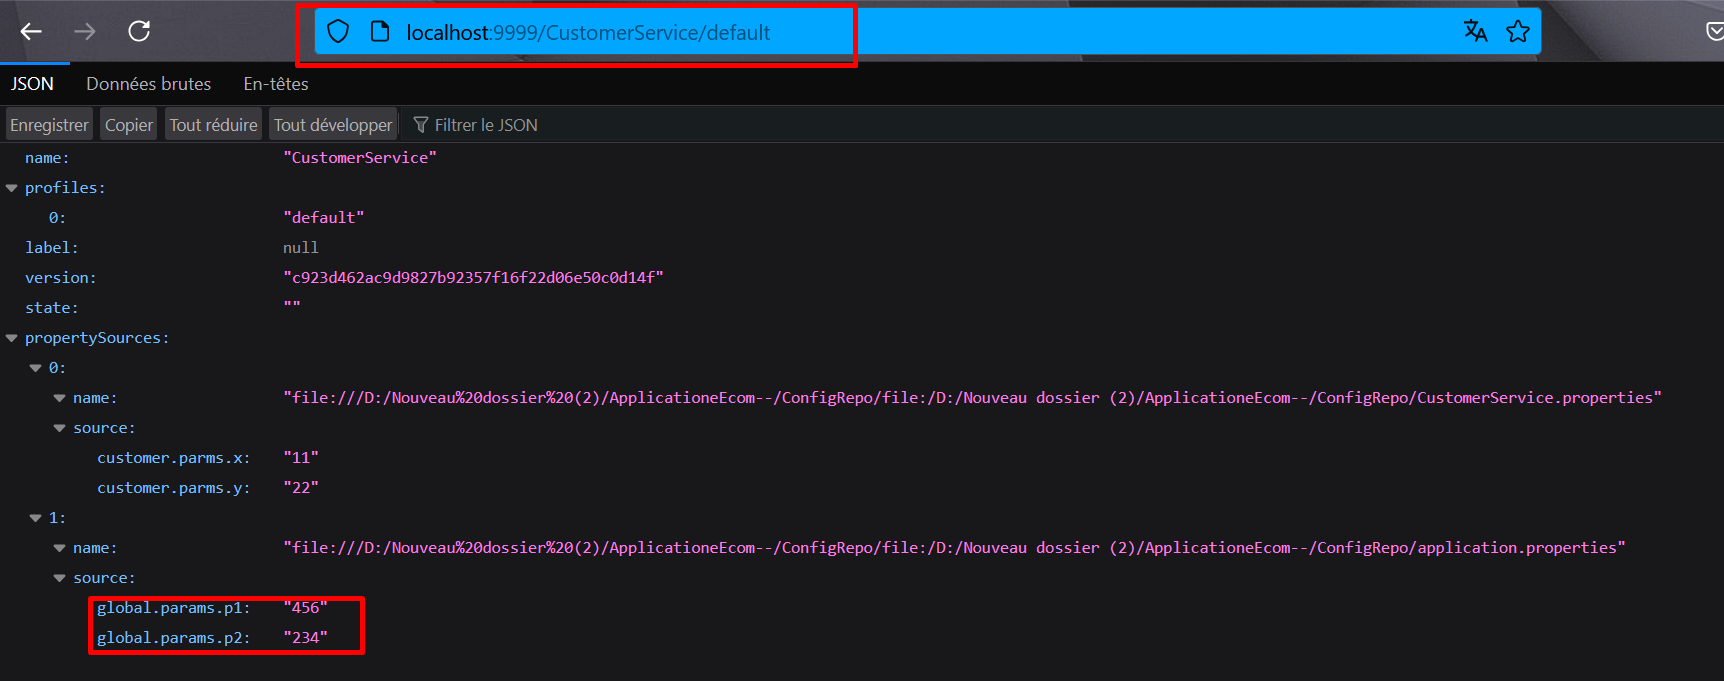 localhost:9999/CustomerService/default
JSON Données brutes En-têtes
Enregistrer Copier Tout réduire Tout développer Filtrer le JSON
name: "CustomerService"
profiles:
0: "default"
label: null
version: "c923d462ac9d9827b92357f16f22d06e50c0d14f"
state: ""
propertySources:
0:
name: "file:///D:/Nouveau%20dossier%20(2)/ApplicationeEcom--/ConfigRepo/file:/D:/Nouveau dossier (2)/ApplicationeEcom--/ConfigRepo/CustomerService.properties"
source:
customer.parms.x: "11"
customer.parms.y: "22"
1:
name: "file:///D:/Nouveau%20dossier%20(2)/ApplicationeEcom--/ConfigRepo/file:/D:/Nouveau dossier (2)/ApplicationeEcom--/ConfigRepo/application.properties"
source:
global.params.p1: "456"
global.params.p2: "234"